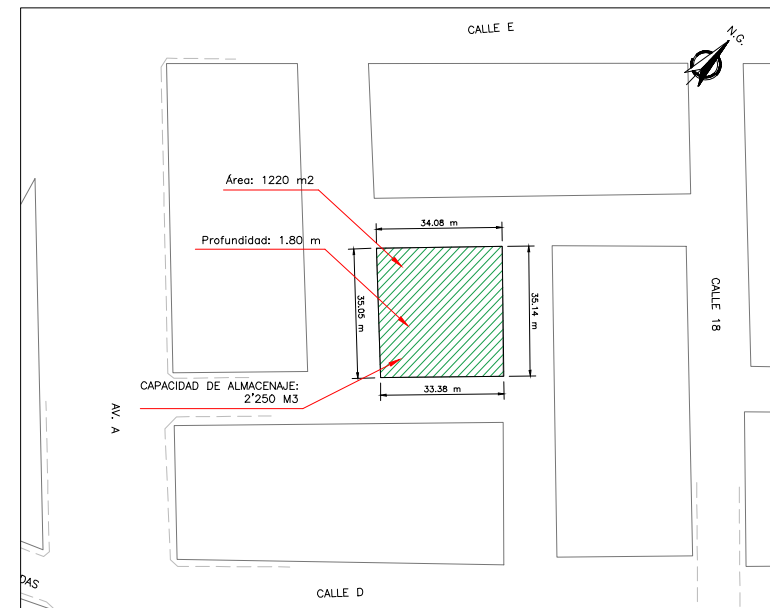 CALLE E
N.G.
Área: 1220 m2
34.08 m
Profundidad: 1.80 m
35.05 m
35.14 m
CALLE 18
CAPACIDAD DE ALMACENAJE:
2'250 M3
33.38 m
AV. A
DAS
CALLE D